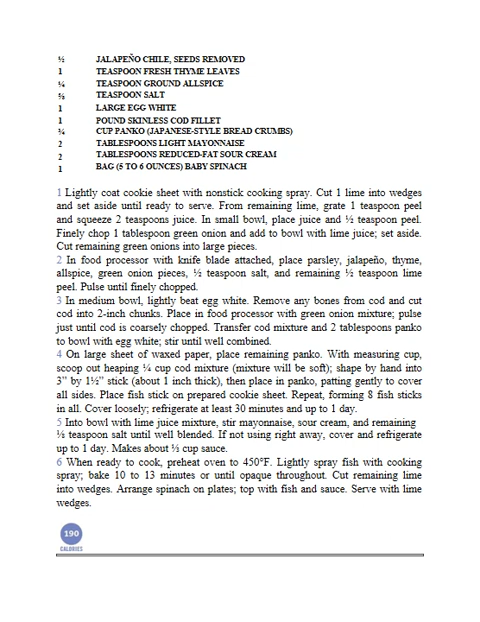 ½ JALAPEÑO CHILE, SEEDS REMOVED
1 TEASPOON FRESH THYME LEAVES
¼ TEASPOON GROUND ALLSPICE
⅝ TEASPOON SALT
1 LARGE EGG WHITE
1 POUND SKINLESS COD FILLET
¾ CUP PANKO (JAPANESE-STYLE BREAD CRUMBS)
2 TABLESPOONS LIGHT MAYONNAISE
2 TABLESPOONS REDUCED-FAT SOUR CREAM
1 BAG (5 TO 6 OUNCES) BABY SPINACH
1 Lightly coat cookie sheet with nonstick cooking spray. Cut 1 lime into wedges
and set aside until ready to serve. From remaining lime, grate 1 teaspoon peel
and squeeze 2 teaspoons juice. In small bowl, place juice and ½ teaspoon peel.
Finely chop 1 tablespoon green onion and add to bowl with lime juice; set aside.
Cut remaining green onions into large pieces.
2 In food processor with knife blade attached, place parsley, jalapeño, thyme,
allspice, green onion pieces, ½ teaspoon salt, and remaining ½ teaspoon lime
peel. Pulse until finely chopped.
3 In medium bowl, lightly beat egg white. Remove any bones from cod and cut
cod into 2-inch chunks. Place in food processor with green onion mixture; pulse
just until cod is coarsely chopped. Transfer cod mixture and 2 tablespoons panko
to bowl with egg white; stir until well combined.
4 On large sheet of waxed paper, place remaining panko. With measuring cup,
scoop out heaping ¼ cup cod mixture (mixture will be soft); shape by hand into
3” by 1½” stick (about 1 inch thick), then place in panko, patting gently to cover
all sides. Place fish stick on prepared cookie sheet. Repeat, forming 8 fish sticks
in all. Cover loosely; refrigerate at least 30 minutes and up to 1 day.
5 Into bowl with lime juice mixture, stir mayonnaise, sour cream, and remaining
⅛ teaspoon salt until well blended. If not using right away, cover and refrigerate
up to 1 day. Makes about ½ cup sauce.
6 When ready to cook, preheat oven to 450°F. Lightly spray fish with cooking
spray; bake 10 to 13 minutes or until opaque throughout. Cut remaining lime
into wedges. Arrange spinach on plates; top with fish and sauce. Serve with lime
wedges.
190
CALORIES